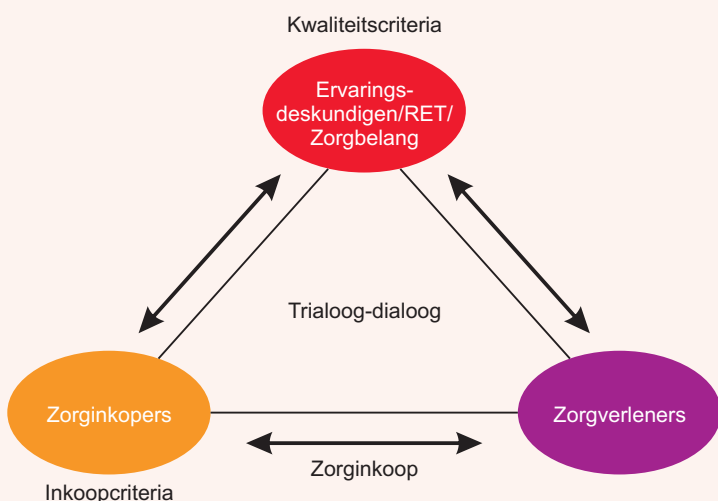 Kwaliteitscriteria
Ervarings-
deskundigen/RET/
Zorgbelang
Trialoog-dialoog
Zorginkopers
Zorgverleners
Zorginkoop
Inkoopcriteria